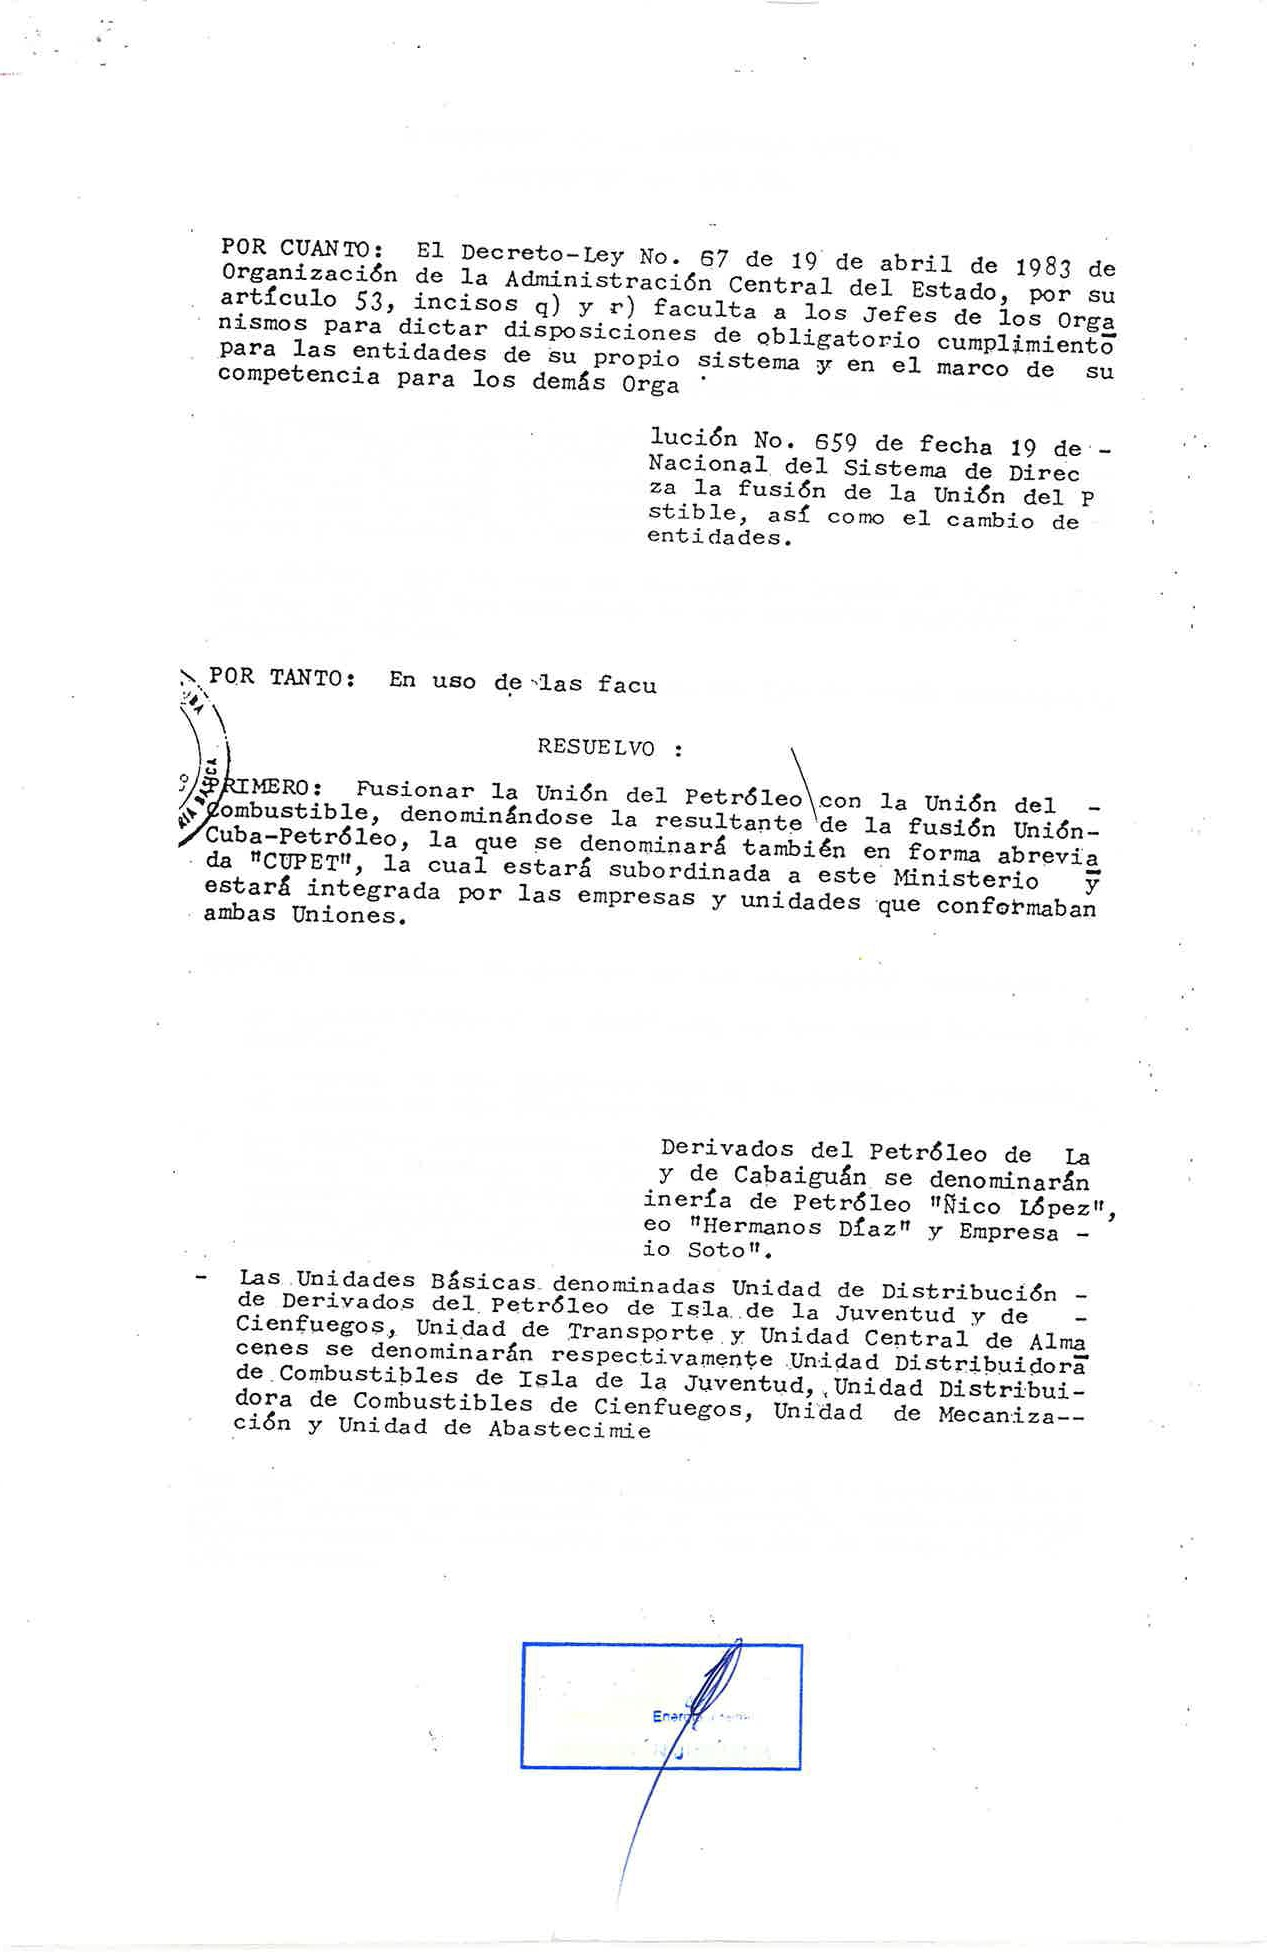 POR CUANTO: El Decreto-Ley No. 67 de 19 de abril de 1983 de
Organización de la Administración Central del Estado, por su
artículo 53, incisos q) y r) faculta a los Jefes de los Orga
nismos para dictar disposiciones de obligatorio cumplimiento
para las entidades de su propio sistema y en el marco de su
competencia para los demás Orga
lución No. 659 de fecha 19 de -
Nacional del Sistema de Direc
za la fusión de la Unión del P
stible, así como el cambio de
entidades.
POR TANTO: En uso de las facu
RESUELVO :
PRIMERO: Fusionar la Unión del Petróleo con la Unión del -
Combustible, denominándose la resultante de la fusión Unión-
Cuba-Petróleo, la que se denominará también en forma abrevia
da "CUPET", la cual estará subordinada a este Ministerio y
estará integrada por las empresas y unidades que conformaban
ambas Uniones.
Derivados del Petróleo de La
y de Cabaiguán se denominarán
inería de Petróleo "Ñico López",
eo "Hermanos Díaz" y Empresa -
io Soto".
- Las Unidades Básicas denominadas Unidad de Distribución -
de Derivados del Petróleo de Isla de la Juventud y de -
Cienfuegos, Unidad de Transporte y Unidad Central de Alma
cenes se denominarán respectivamente Unidad Distribuidora
de Combustibles de Isla de la Juventud, Unidad Distribui-
dora de Combustibles de Cienfuegos, Unidad de Mecaniza--
ción y Unidad de Abastecimie